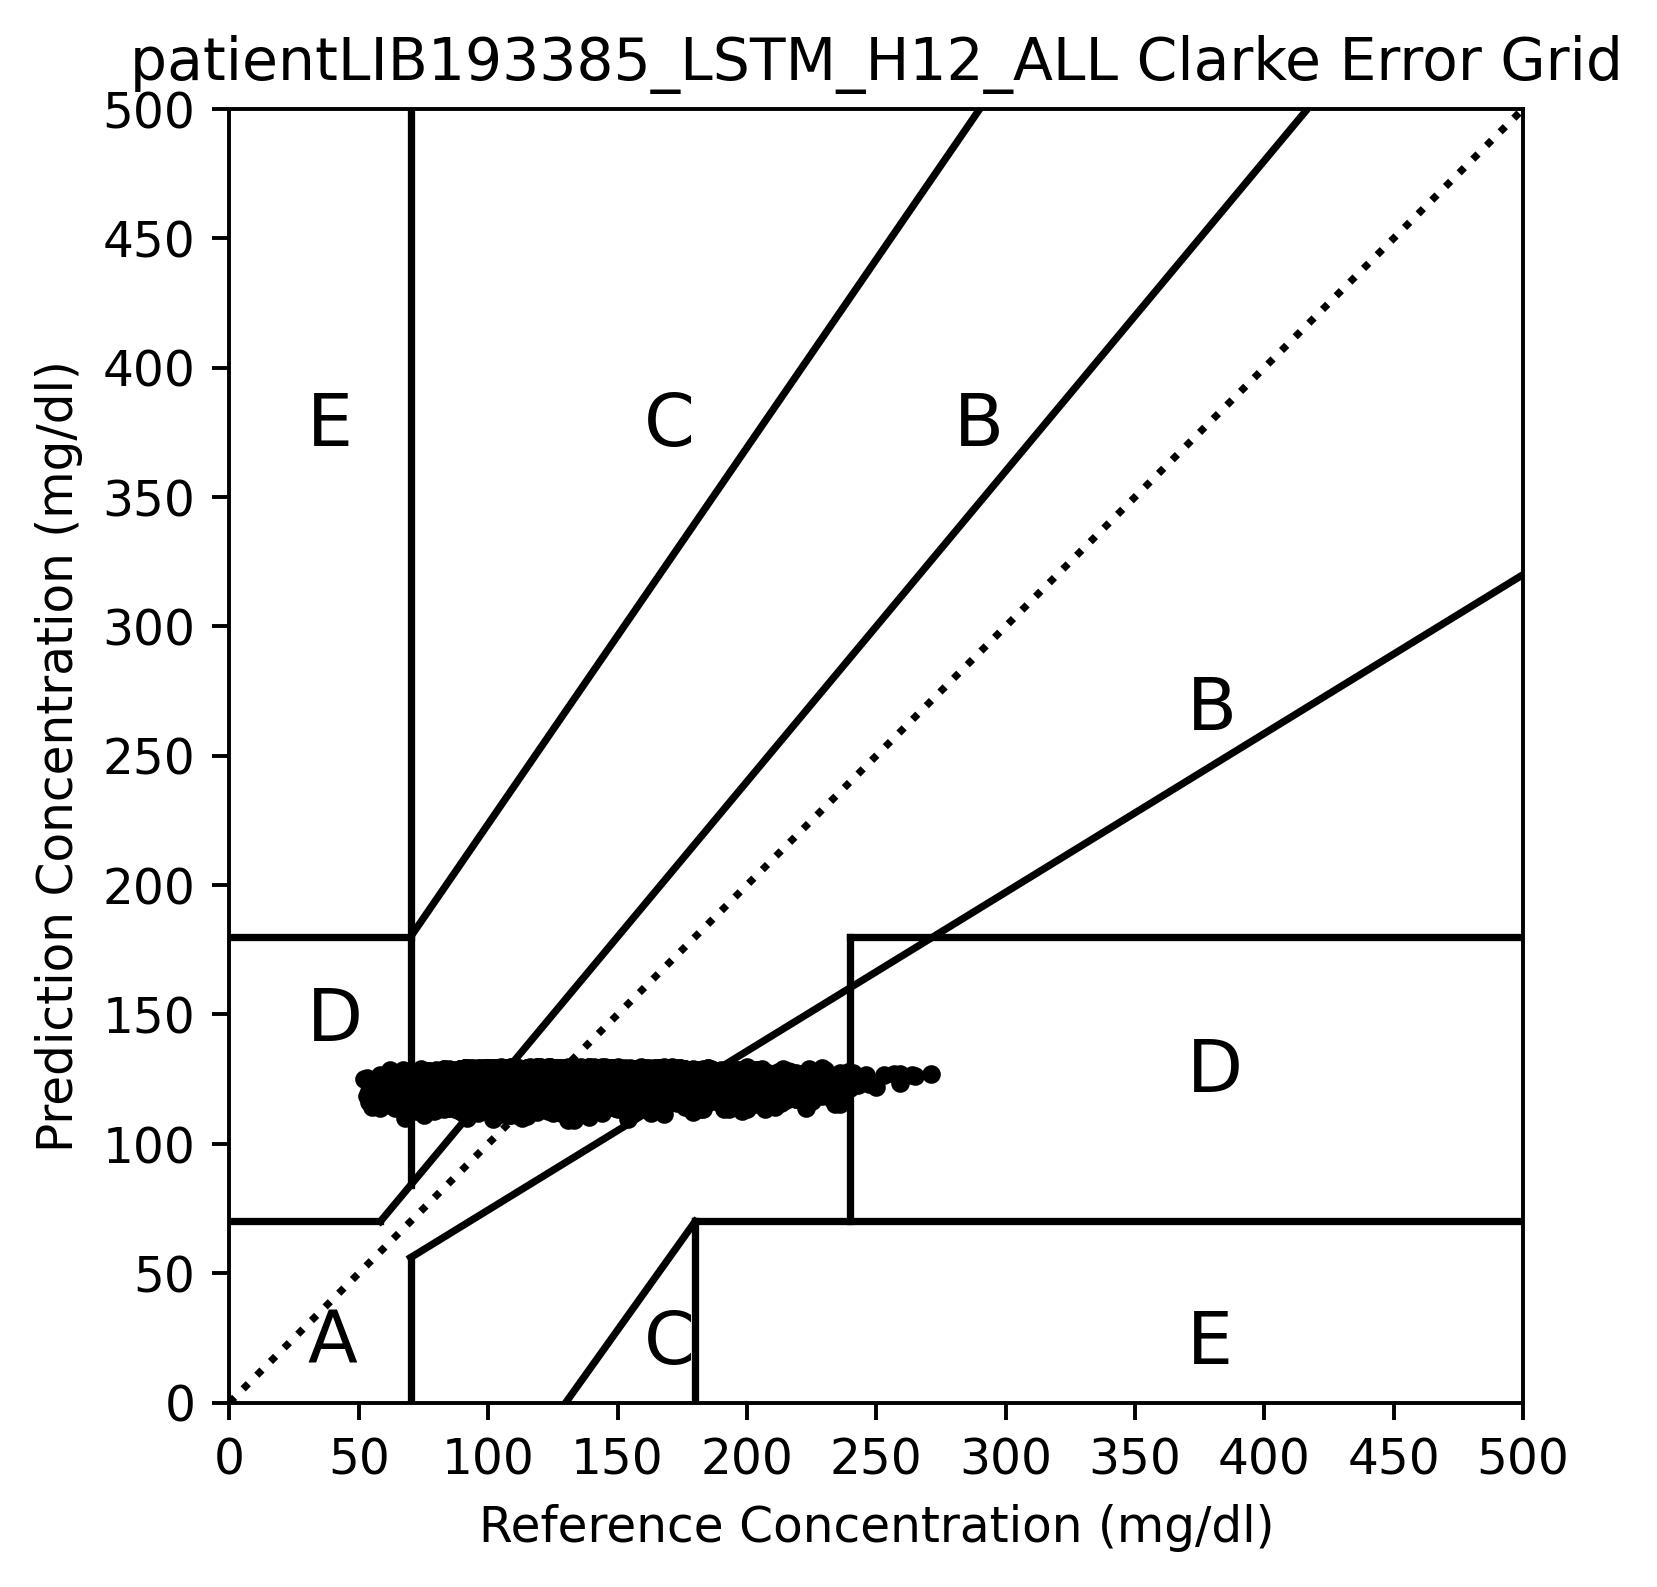 patientLIB193385_LSTM_H12_ALL Clarke Error Grid
500
450
400
350
300
250
200
150
100
50
0
Prediction Concentration (mg/dl)
E
C
B
B
D
D
A
C
E
0 50 100 150 200 250 300 350 400 450 500
Reference Concentration (mg/dl)